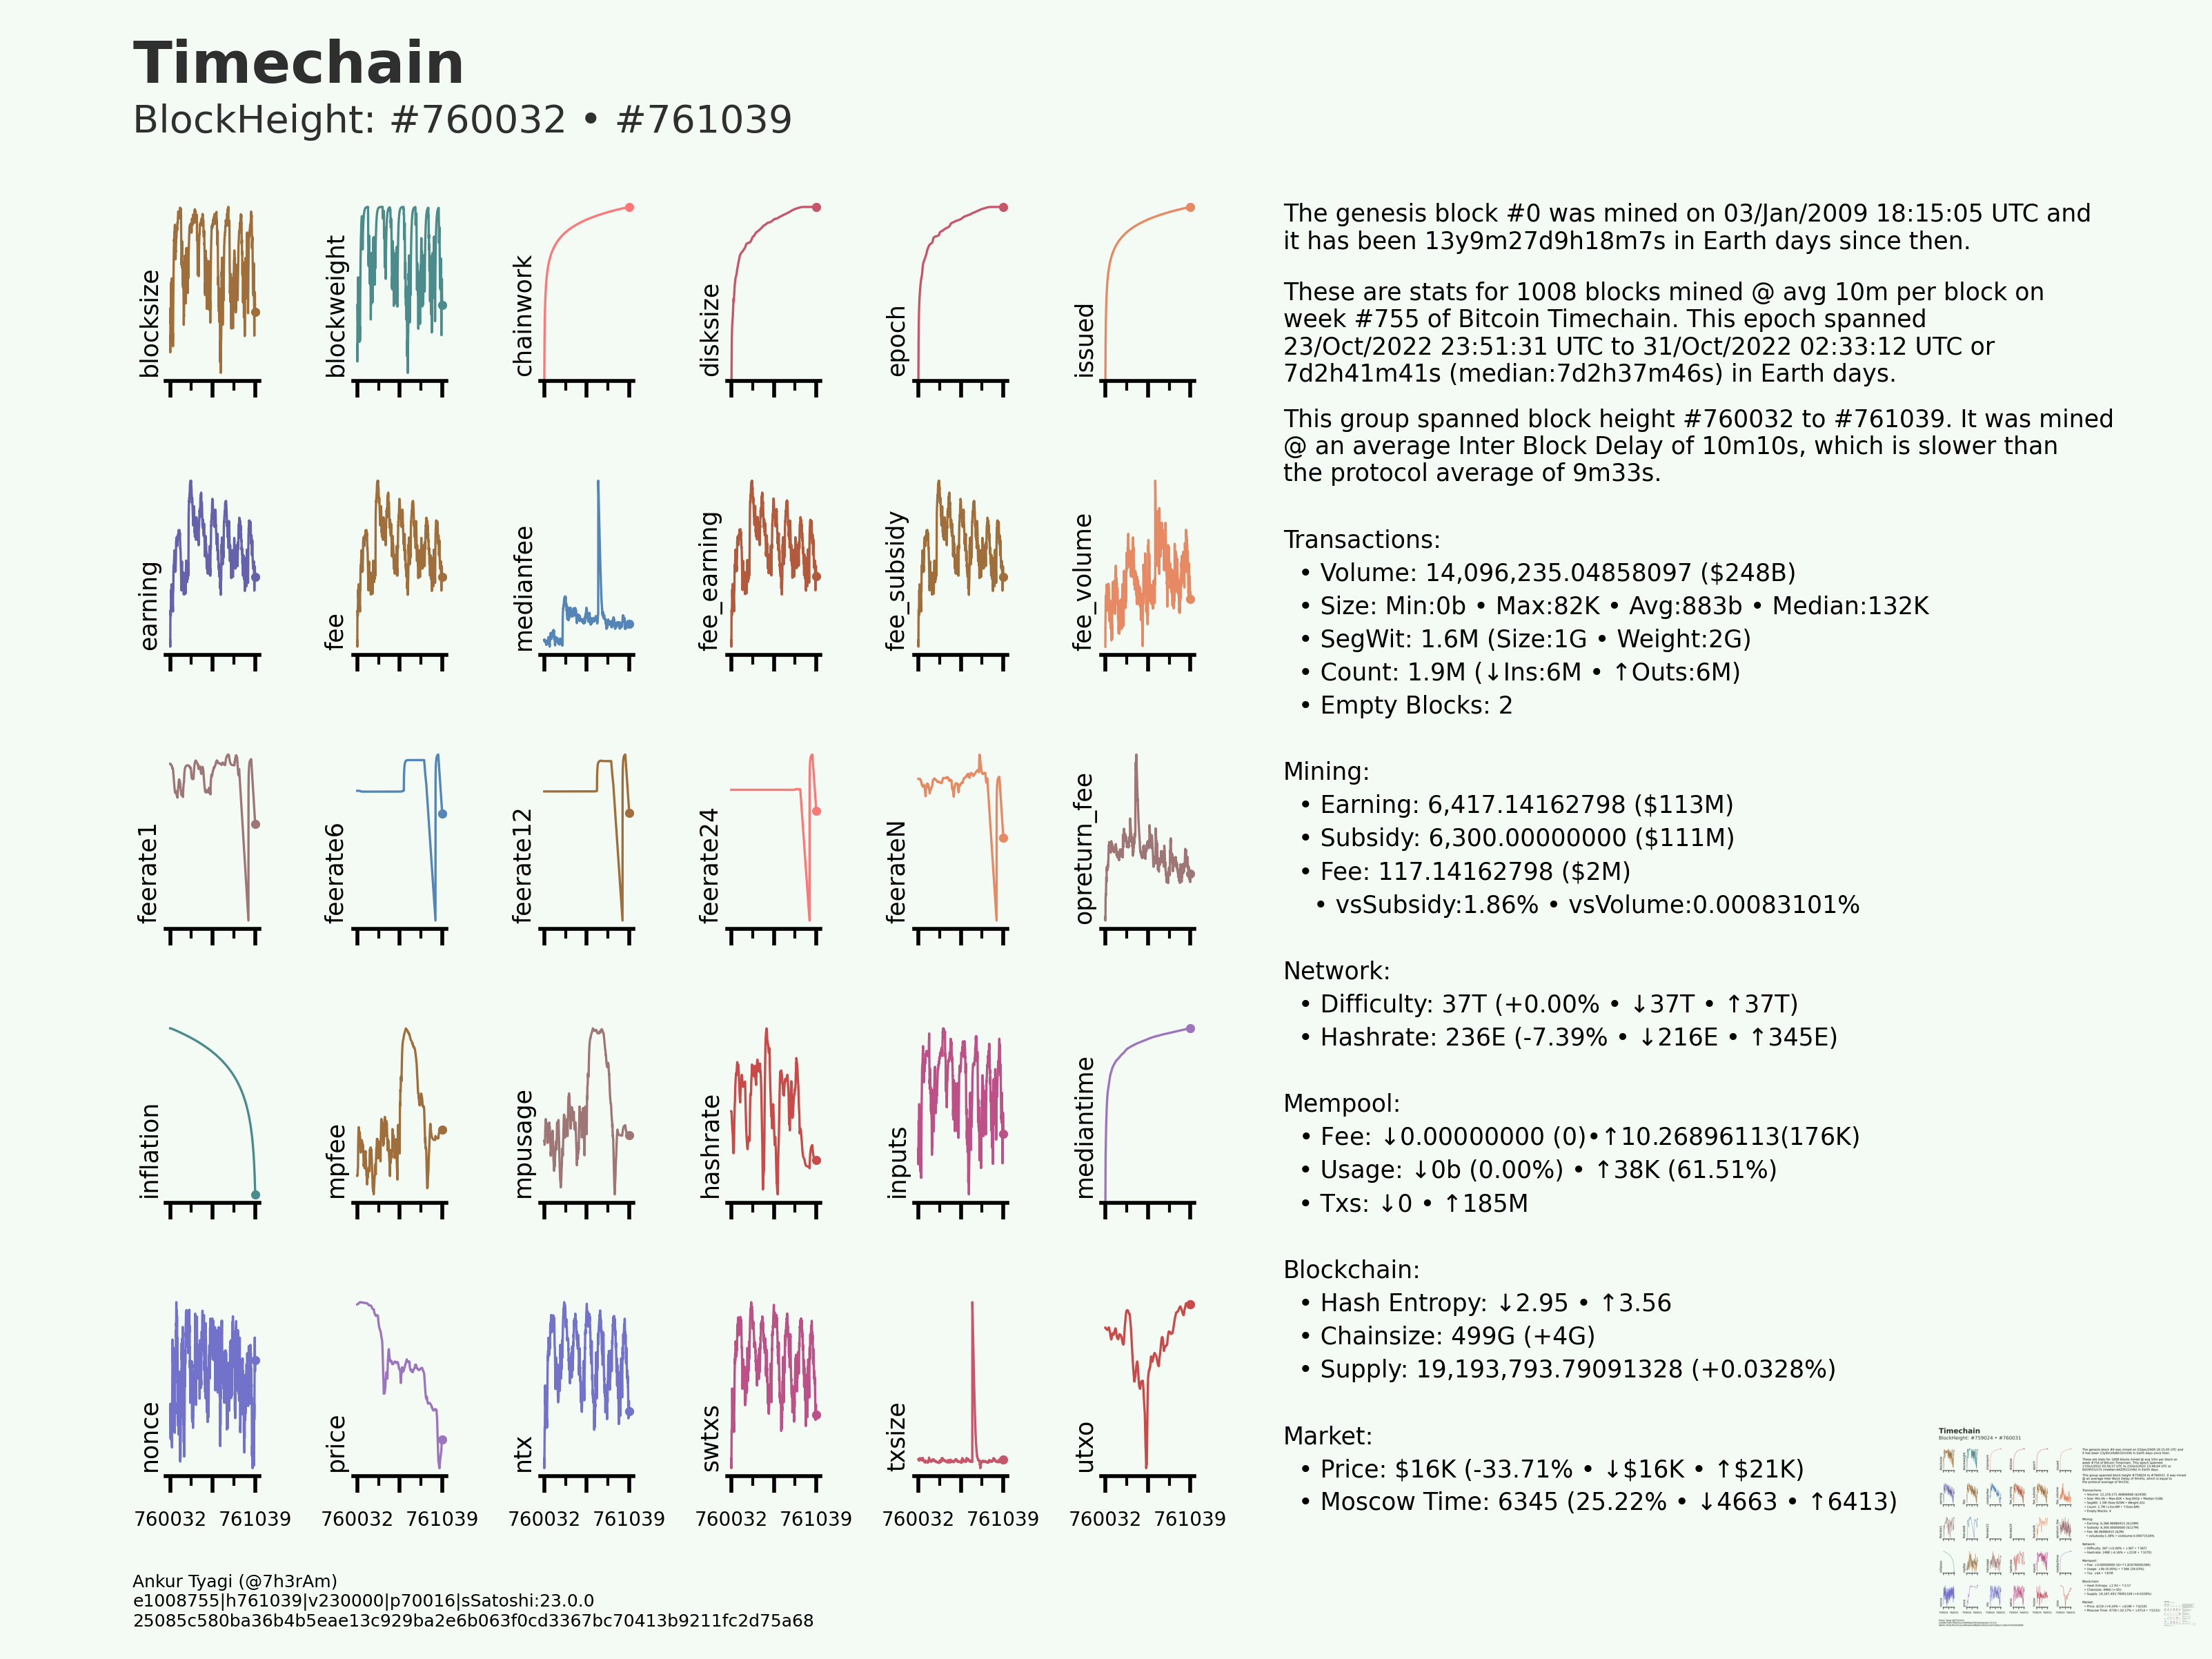 Timechain
BlockHeight: #760032 • #761039
blocksize
blockweight
chainwork
disksize
epoch
issued
earning
fee
medianfee
fee_earning
fee_subsidy
fee_volume
feerate1
feerate6
feerate12
feerate24
feerateN
opreturn_fee
inflation
mpfee
mpusage
hashrate
inputs
mediantime
nonce
price
ntx
swtxs
txsize
utxo
760032 761039 760032 761039 760032 761039 760032 761039 760032 761039 760032 761039
The genesis block #0 was mined on 03/Jan/2009 18:15:05 UTC and
it has been 13y9m27d9h18m7s in Earth days since then.
These are stats for 1008 blocks mined @ avg 10m per block on
week #755 of Bitcoin Timechain. This epoch spanned
23/Oct/2022 23:51:31 UTC to 31/Oct/2022 02:33:12 UTC or
7d2h41m41s (median:7d2h37m46s) in Earth days.
This group spanned block height #760032 to #761039. It was mined
@ an average Inter Block Delay of 10m10s, which is slower than
the protocol average of 9m33s.
Transactions:
• Volume: 14,096,235.04858097 ($248B)
• Size: Min:0b • Max:82K • Avg:883b • Median:132K
• SegWit: 1.6M (Size:1G • Weight:2G)
• Count: 1.9M (↓Ins:6M • ↑Outs:6M)
• Empty Blocks: 2
Mining:
• Earning: 6,417.14162798 ($113M)
• Subsidy: 6,300.00000000 ($111M)
• Fee: 117.14162798 ($2M)
• vsSubsidy:1.86% • vsVolume:0.00083101%
Network:
• Difficulty: 37T (+0.00% • ↓37T • ↑37T)
• Hashrate: 236E (-7.39% • ↓216E • ↑345E)
Mempool:
• Fee: ↓0.00000000 (0)•↑10.26896113(176K)
• Usage: ↓0b (0.00%) • ↑38K (61.51%)
• Txs: ↓0 • ↑185M
Blockchain:
• Hash Entropy: ↓2.95 • ↑3.56
• Chainsize: 499G (+4G)
• Supply: 19,193,793.79091328 (+0.0328%)
Market:
• Price: $16K (-33.71% • ↓$16K • ↑$21K)
• Moscow Time: 6345 (25.22% • ↓4663 • ↑6413)
Timechain
BlockHeight: #759024 • #760031
Ankur Tyagi (@7h3rAm)
e1008755|h761039|v230000|p70016|sSatoshi:23.0.0
25085c580ba36b4b5eae13c929ba2e6b063f0cd3367bc70413b9211fc2d75a68